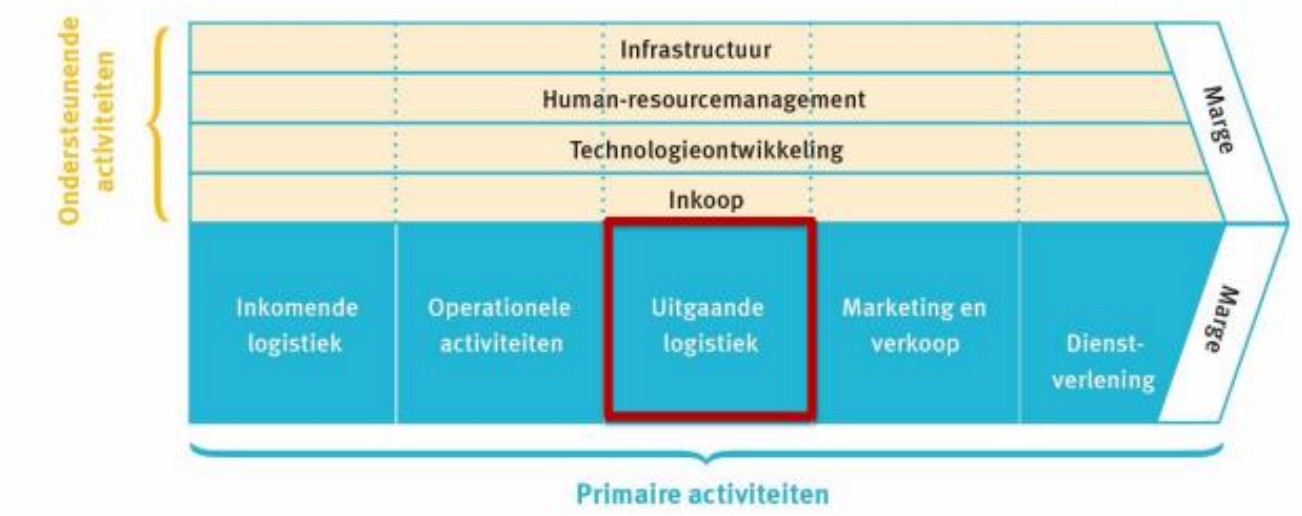 Ondersteunende
activiteiten
Infrastructuur
Human-resourcemanagement
Technologieontwikkeling
Inkoop
Marge
Inkomende
logistiek
Operationele
activiteiten
Uitgaande
logistiek
Marketing en
verkoop
Dienst-
verlening
Marge
Primaire activiteiten